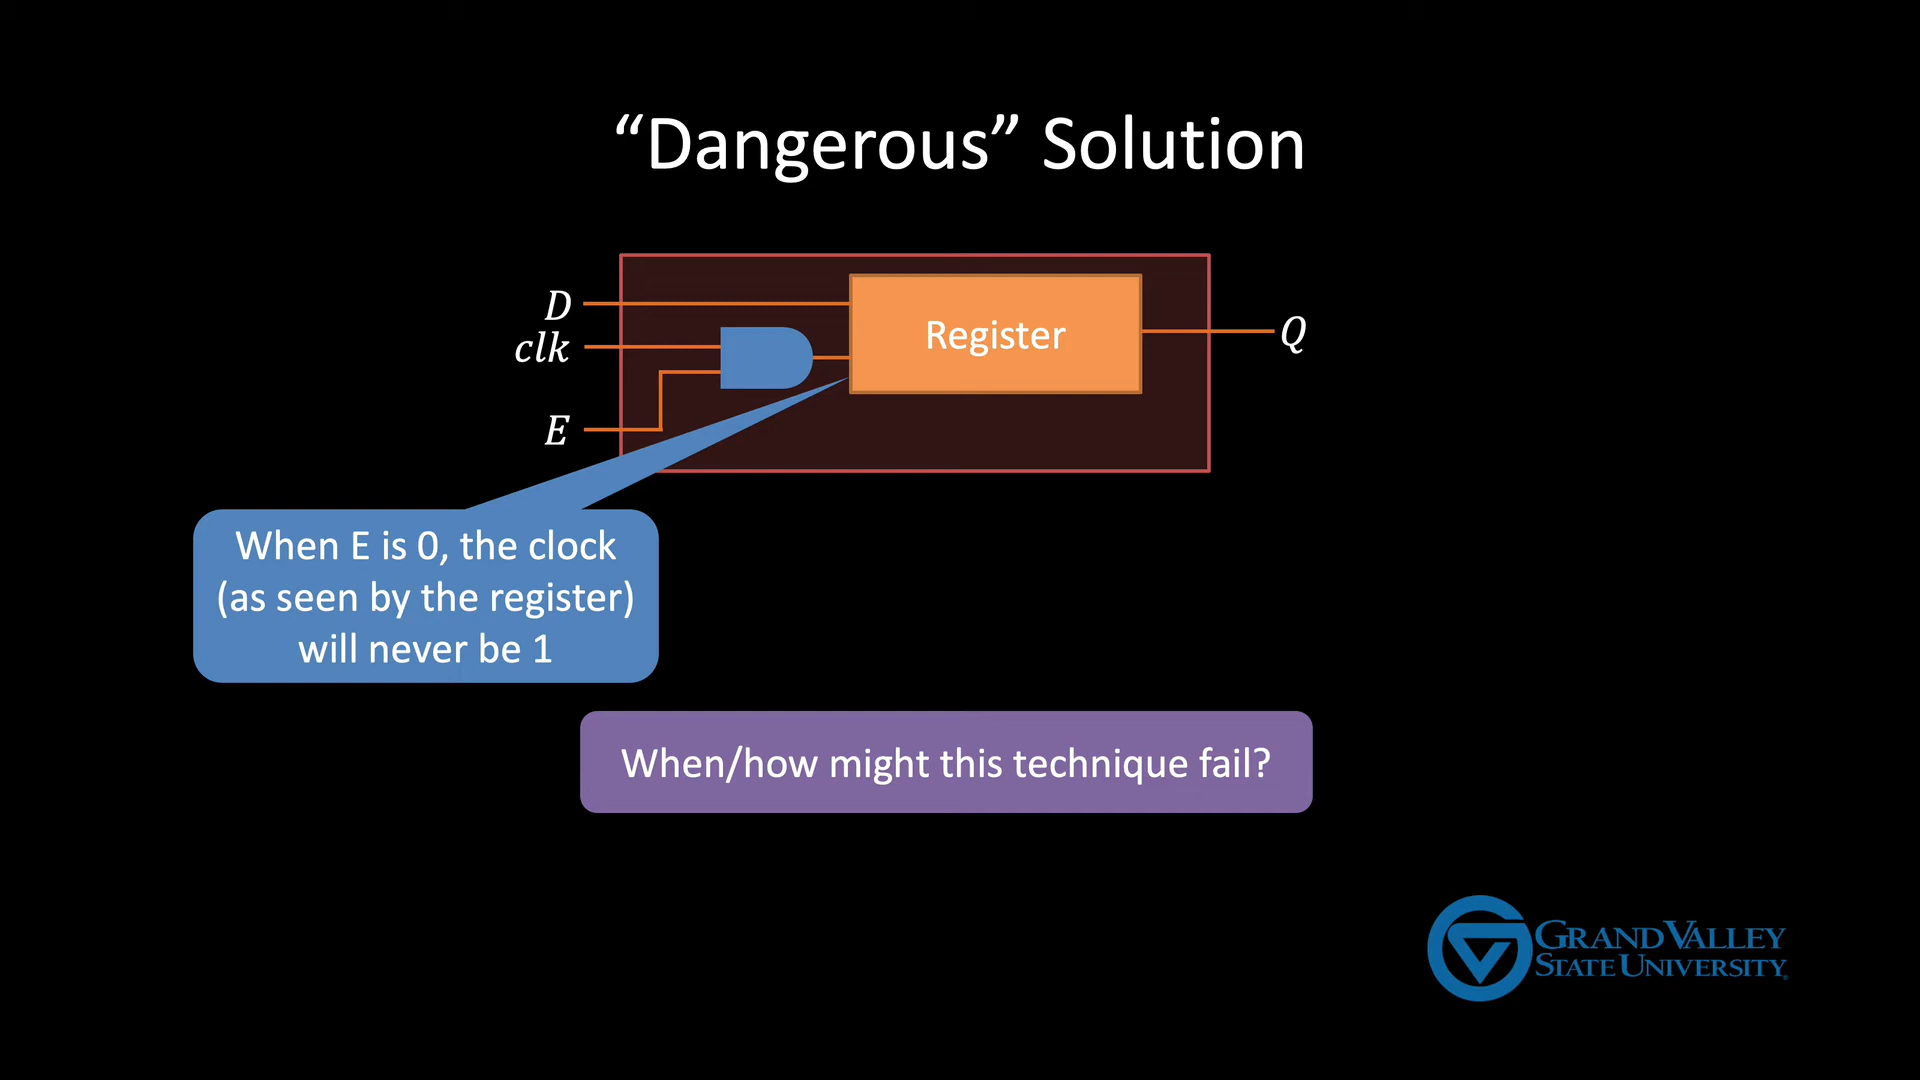 “Dangerous” Solution
D
clk
E
Register
Q
When E is 0, the clock
(as seen by the register)
will never be 1
When/how might this technique fail?
GRAND VALLEY
STATE UNIVERSITY